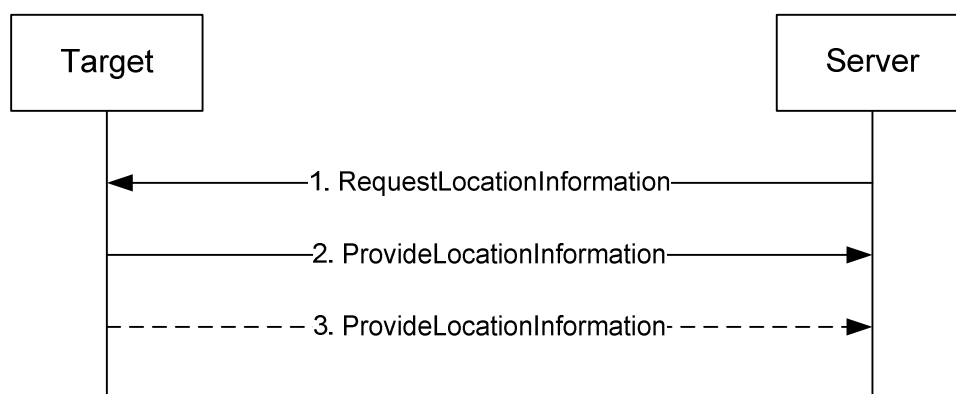 Target
Server
1. RequestLocationInformation
2. ProvideLocationInformation
3. ProvideLocationInformation